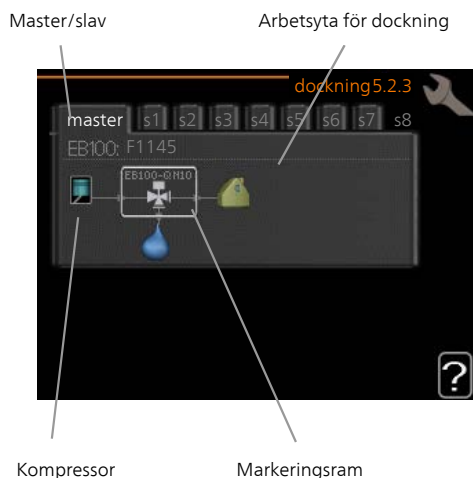 Master/slav
Arbetsyta för dockning
dockning 5.2.3
master s1 s2 s3 s4 s5 s6 s7 s8
EB100: F1145
EB100-QN10
?
Kompressor
Markeringsram